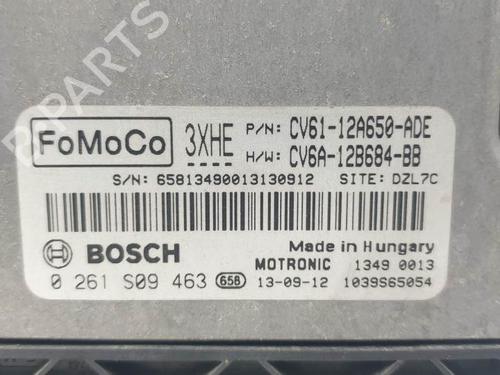 B PARTS
FoMoCo 3XHE P/N: CV61-12A650-ADE
H/W: CV6A-12B684-BB
S/N: 65813490013130912 SITE: DZL7C
BOSCH Made in Hungary
MOTRONIC 1349 0013
0 261 S09 463 658 13-09-12 1039S65054